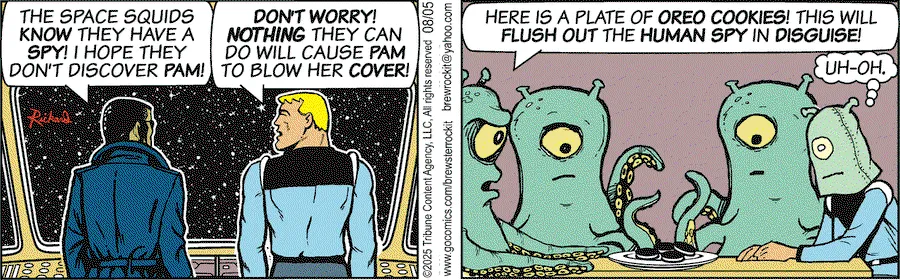 THE SPACE SQUIDS
KNOW THEY HAVE A
SPY! I HOPE THEY
DON'T DISCOVER PAM!
DON'T WORRY!
NOTHING THEY CAN
DO WILL CAUSE PAM
TO BLOW HER COVER!
Richard
©2025 Tribune Content Agency, LLC, All rights reserved 08/05
www.gocomics.com/brewsterrockit brewrockit@yahoo.com
HERE IS A PLATE OF OREO COOKIES! THIS WILL
FLUSH OUT THE HUMAN SPY IN DISGUISE!
UH-OH.